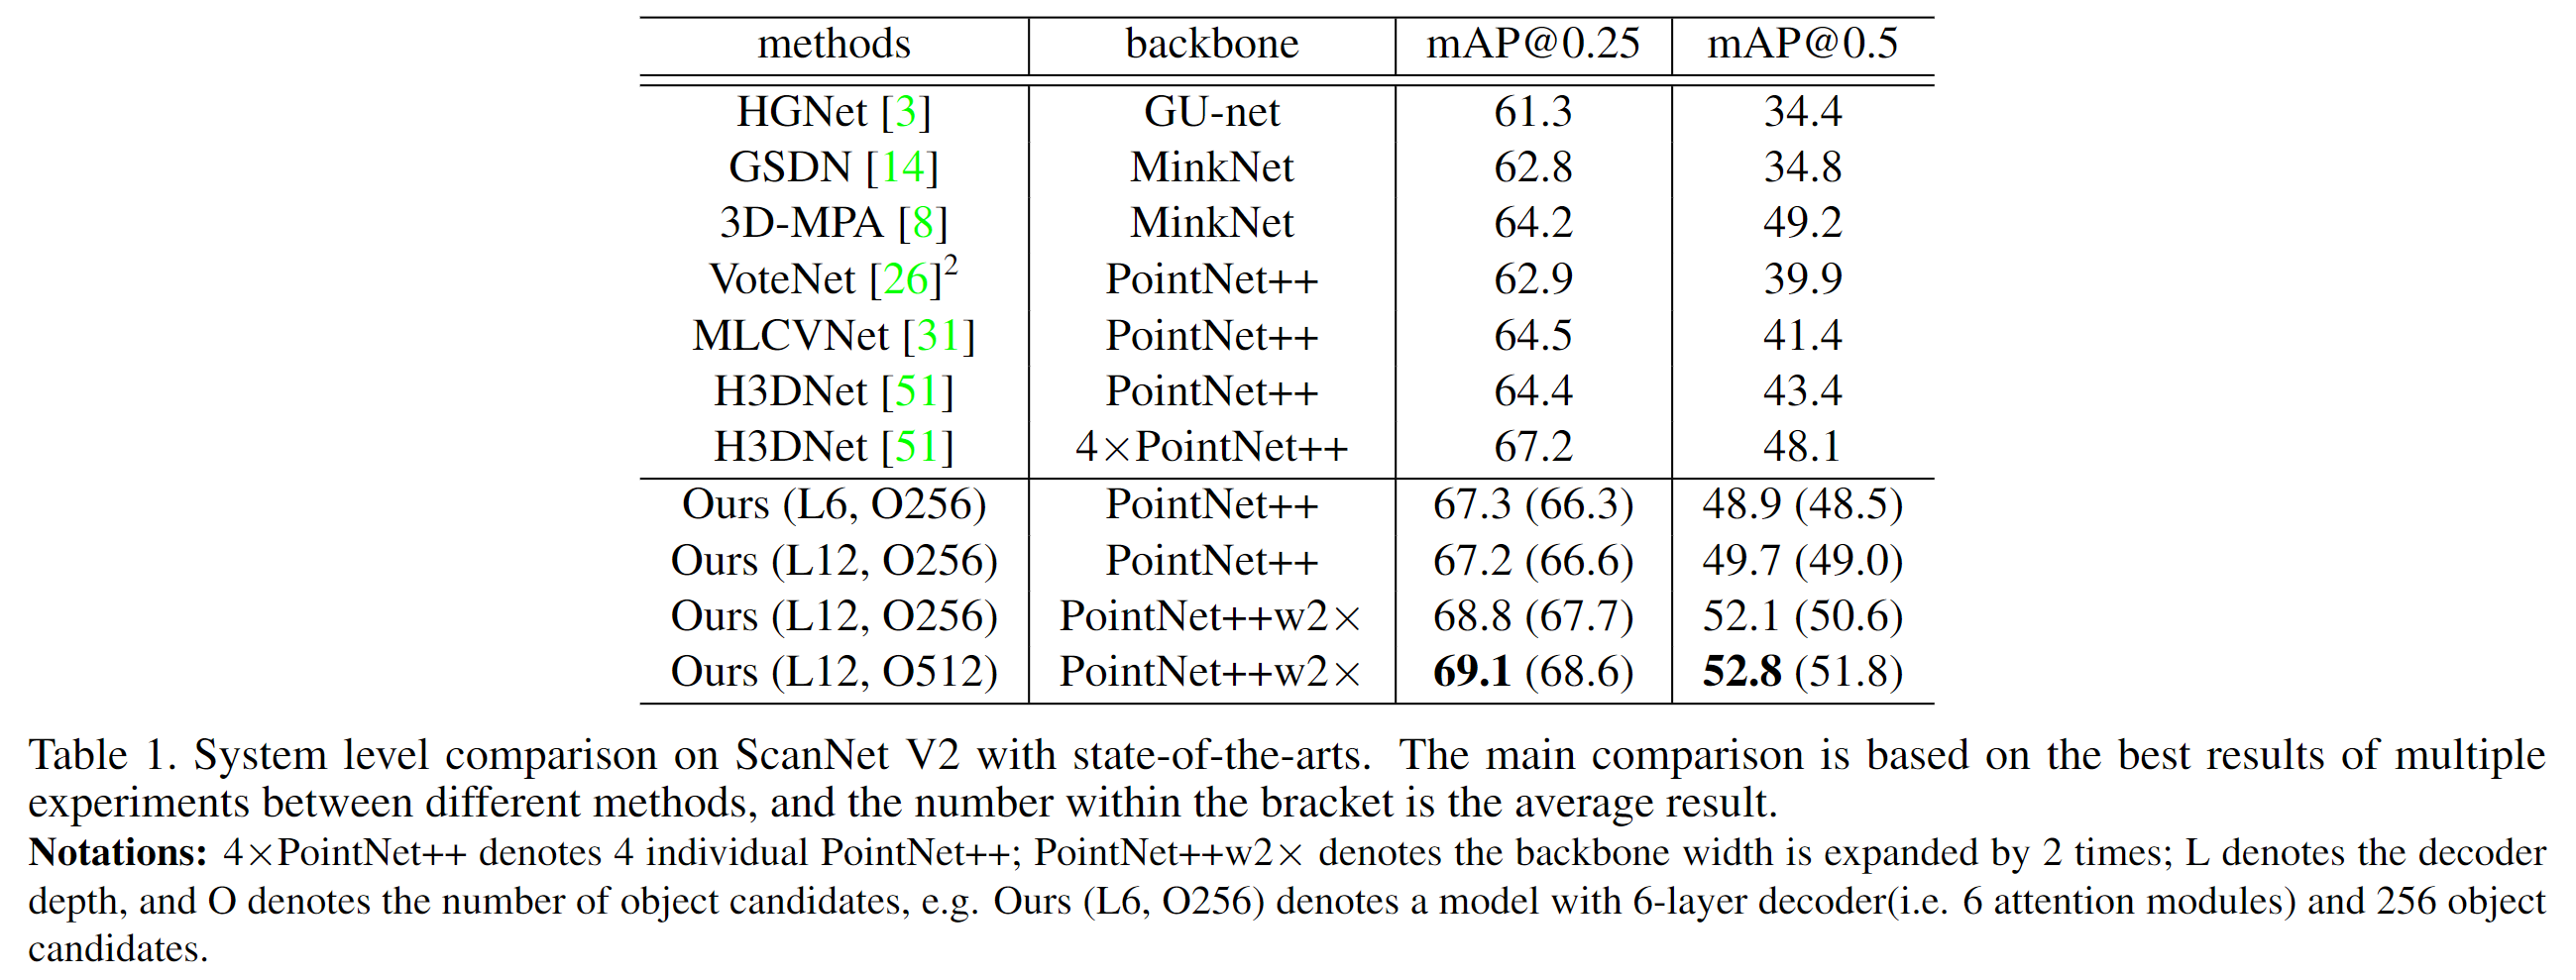 methods backbone mAP@0.25 mAP@0.5
HGNet [3] GU-net 61.3 34.4
GSDN [14] MinkNet 62.8 34.8
3D-MPA [8] MinkNet 64.2 49.2
VoteNet [26]² PointNet++ 62.9 39.9
MLCVNet [31] PointNet++ 64.5 41.4
H3DNet [51] PointNet++ 64.4 43.4
H3DNet [51] 4×PointNet++ 67.2 48.1
Ours (L6, O256) PointNet++ 67.3 (66.3) 48.9 (48.5)
Ours (L12, O256) PointNet++ 67.2 (66.6) 49.7 (49.0)
Ours (L12, O256) PointNet++w2× 68.8 (67.7) 52.1 (50.6)
Ours (L12, O512) PointNet++w2× 69.1 (68.6) 52.8 (51.8)
Table 1. System level comparison on ScanNet V2 with state-of-the-arts. The main comparison is based on the best results of multiple
experiments between different methods, and the number within the bracket is the average result.
Notations: 4×PointNet++ denotes 4 individual PointNet++; PointNet++w2× denotes the backbone width is expanded by 2 times; L denotes the decoder
depth, and O denotes the number of object candidates, e.g. Ours (L6, O256) denotes a model with 6-layer decoder(i.e. 6 attention modules) and 256 object
candidates.